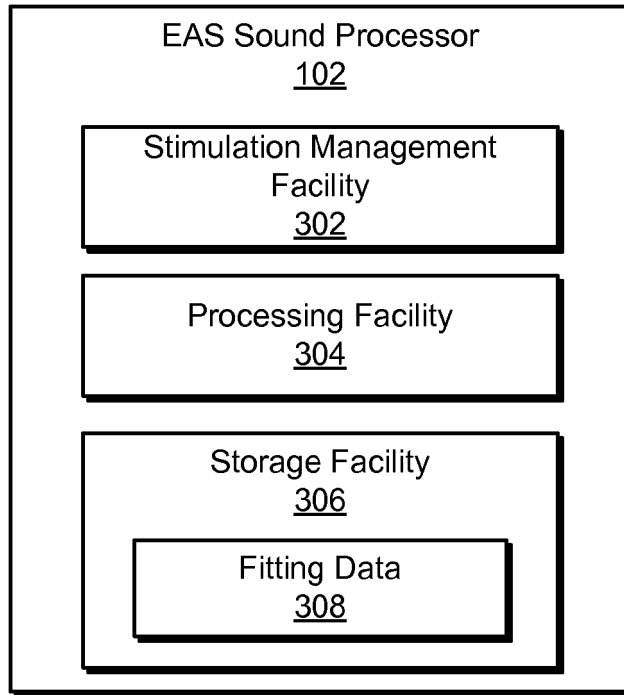 EAS Sound Processor
102
Stimulation Management
Facility
302
Processing Facility
304
Storage Facility
306
Fitting Data
308